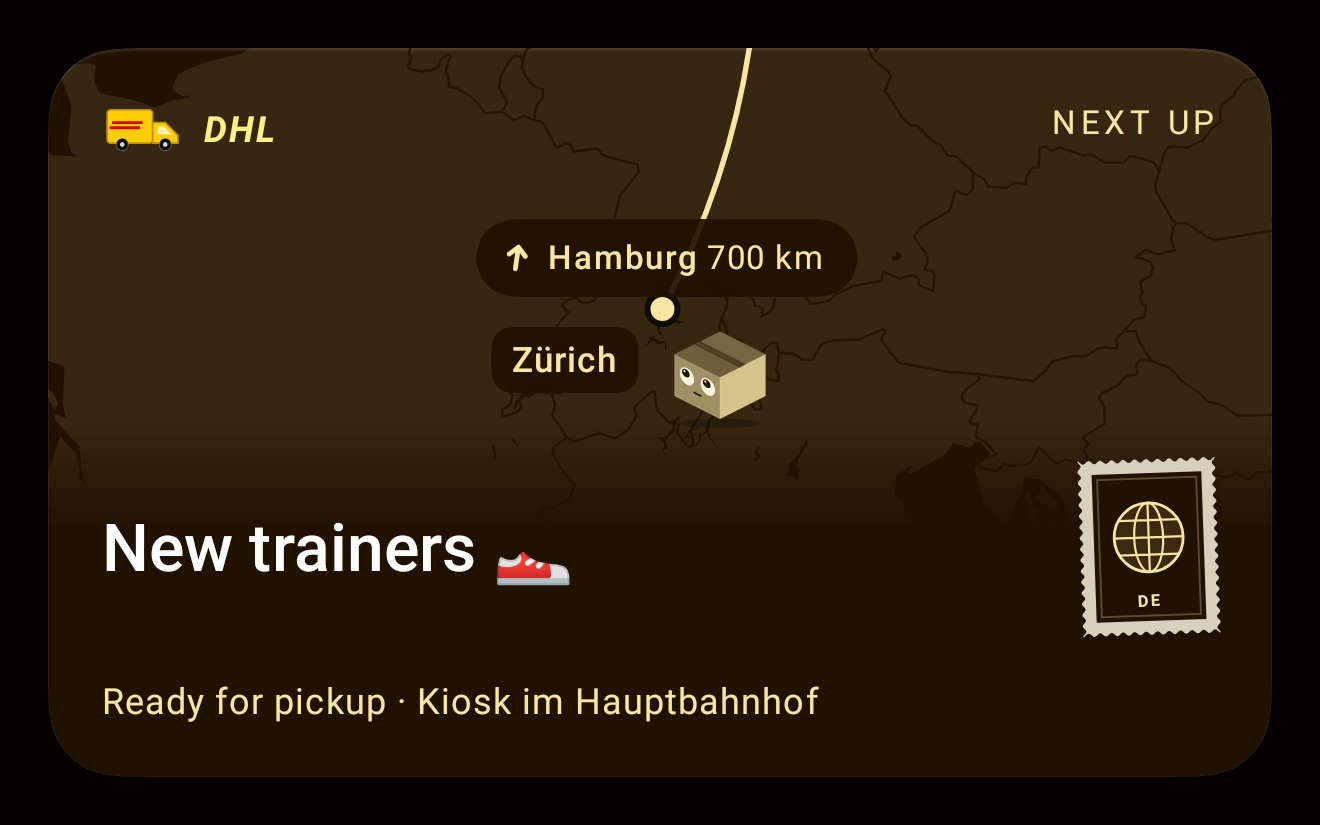 DHL
NEXT UP
Hamburg 700 km
Zürich
New trainers
DE
Ready for pickup · Kiosk im Hauptbahnhof